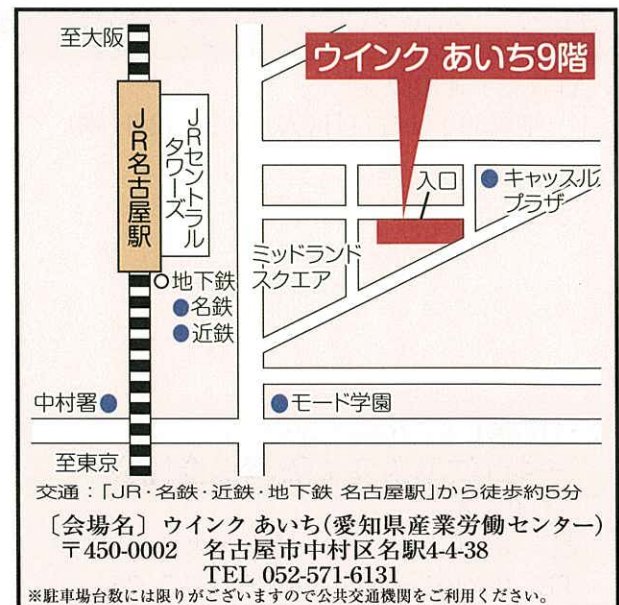 至大阪
ウインク あいち9階
JR名古屋駅
JRセントラル
タワーズ
入口
キャッスル
プラザ
ミッドランド
スクエア
地下鉄
名鉄
近鉄
中村署
モード学園
至東京
交通：「JR・名鉄・近鉄・地下鉄 名古屋駅」から徒歩約5分
〔会場名〕ウインク あいち(愛知県産業労働センター)
〒450-0002 名古屋市中村区名駅4-4-38
TEL 052-571-6131
※駐車場台数には限りがございますので公共交通機関をご利用ください。